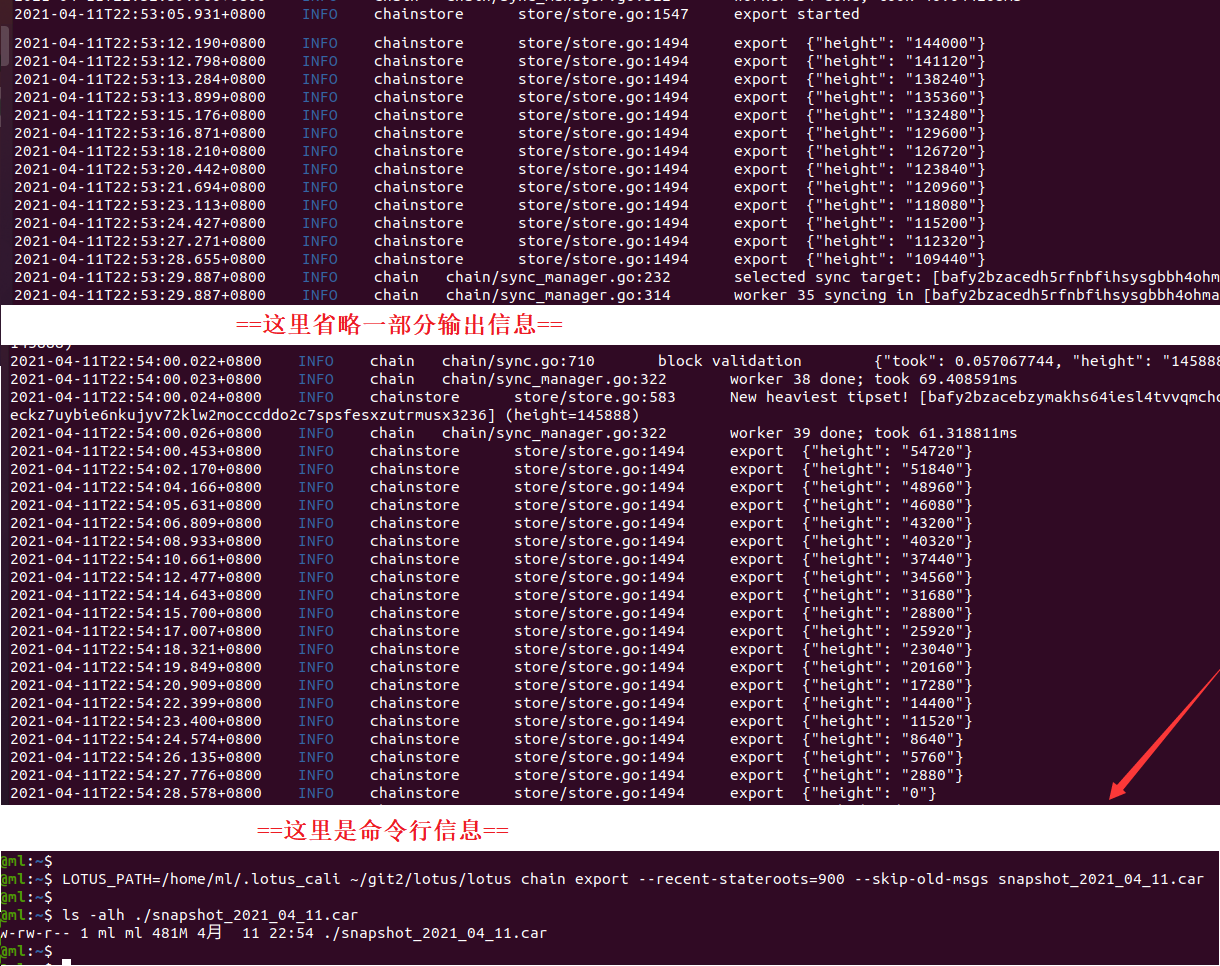 2021-04-11T22:53:05.931+0800 INFO chainstore store/store.go:1547 export started
2021-04-11T22:53:12.190+0800 INFO chainstore store/store.go:1494 export {"height": "144000"}
2021-04-11T22:53:12.798+0800 INFO chainstore store/store.go:1494 export {"height": "141120"}
2021-04-11T22:53:13.284+0800 INFO chainstore store/store.go:1494 export {"height": "138240"}
2021-04-11T22:53:13.899+0800 INFO chainstore store/store.go:1494 export {"height": "135360"}
2021-04-11T22:53:15.176+0800 INFO chainstore store/store.go:1494 export {"height": "132480"}
2021-04-11T22:53:16.871+0800 INFO chainstore store/store.go:1494 export {"height": "129600"}
2021-04-11T22:53:18.210+0800 INFO chainstore store/store.go:1494 export {"height": "126720"}
2021-04-11T22:53:20.442+0800 INFO chainstore store/store.go:1494 export {"height": "123840"}
2021-04-11T22:53:21.694+0800 INFO chainstore store/store.go:1494 export {"height": "120960"}
2021-04-11T22:53:23.113+0800 INFO chainstore store/store.go:1494 export {"height": "118080"}
2021-04-11T22:53:24.427+0800 INFO chainstore store/store.go:1494 export {"height": "115200"}
2021-04-11T22:53:27.271+0800 INFO chainstore store/store.go:1494 export {"height": "112320"}
2021-04-11T22:53:28.655+0800 INFO chainstore store/store.go:1494 export {"height": "109440"}
2021-04-11T22:53:29.887+0800 INFO chain chain/sync_manager.go:232 selected sync target: [bafy2bzacedh5rfnbfihsysgbbh4ohm
2021-04-11T22:53:29.887+0800 INFO chain chain/sync_manager.go:314 worker 35 syncing in [bafy2bzacedh5rfnbfihsysgbbh4ohma
==这里省略一部分输出信息==
2021-04-11T22:54:00.022+0800 INFO chain chain/sync.go:710 block validation {"took": 0.057067744, "height": "145888
2021-04-11T22:54:00.023+0800 INFO chain chain/sync_manager.go:322 worker 38 done; took 69.408591ms
2021-04-11T22:54:00.024+0800 INFO chainstore store/store.go:583 New heaviest tipset! [bafy2bzacebzymakhs64iesl4tvvqmchc
eckz7uybie6nkujyv72klw2mocccddo2c7spsfesxzutrmusx3236] (height=145888)
2021-04-11T22:54:00.026+0800 INFO chain chain/sync_manager.go:322 worker 39 done; took 61.318811ms
2021-04-11T22:54:00.453+0800 INFO chainstore store/store.go:1494 export {"height": "54720"}
2021-04-11T22:54:02.170+0800 INFO chainstore store/store.go:1494 export {"height": "51840"}
2021-04-11T22:54:04.166+0800 INFO chainstore store/store.go:1494 export {"height": "48960"}
2021-04-11T22:54:05.631+0800 INFO chainstore store/store.go:1494 export {"height": "46080"}
2021-04-11T22:54:06.809+0800 INFO chainstore store/store.go:1494 export {"height": "43200"}
2021-04-11T22:54:08.933+0800 INFO chainstore store/store.go:1494 export {"height": "40320"}
2021-04-11T22:54:10.661+0800 INFO chainstore store/store.go:1494 export {"height": "37440"}
2021-04-11T22:54:12.477+0800 INFO chainstore store/store.go:1494 export {"height": "34560"}
2021-04-11T22:54:14.643+0800 INFO chainstore store/store.go:1494 export {"height": "31680"}
2021-04-11T22:54:15.700+0800 INFO chainstore store/store.go:1494 export {"height": "28800"}
2021-04-11T22:54:17.007+0800 INFO chainstore store/store.go:1494 export {"height": "25920"}
2021-04-11T22:54:18.321+0800 INFO chainstore store/store.go:1494 export {"height": "23040"}
2021-04-11T22:54:19.849+0800 INFO chainstore store/store.go:1494 export {"height": "20160"}
2021-04-11T22:54:20.909+0800 INFO chainstore store/store.go:1494 export {"height": "17280"}
2021-04-11T22:54:22.399+0800 INFO chainstore store/store.go:1494 export {"height": "14400"}
2021-04-11T22:54:23.400+0800 INFO chainstore store/store.go:1494 export {"height": "11520"}
2021-04-11T22:54:24.574+0800 INFO chainstore store/store.go:1494 export {"height": "8640"}
2021-04-11T22:54:26.135+0800 INFO chainstore store/store.go:1494 export {"height": "5760"}
2021-04-11T22:54:27.776+0800 INFO chainstore store/store.go:1494 export {"height": "2880"}
2021-04-11T22:54:28.578+0800 INFO chainstore store/store.go:1494 export {"height": "0"}
==这里是命令行信息==
@ml:~$
@ml:~$ LOTUS_PATH=/home/ml/.lotus_cali ~/git2/lotus/lotus chain export --recent-stateroots=900 --skip-old-msgs snapshot_2021_04_11.car
@ml:~$
@ml:~$ ls -alh ./snapshot_2021_04_11.car
w-rw-r-- 1 ml ml 481M 4月 11 22:54 ./snapshot_2021_04_11.car
@ml:~$